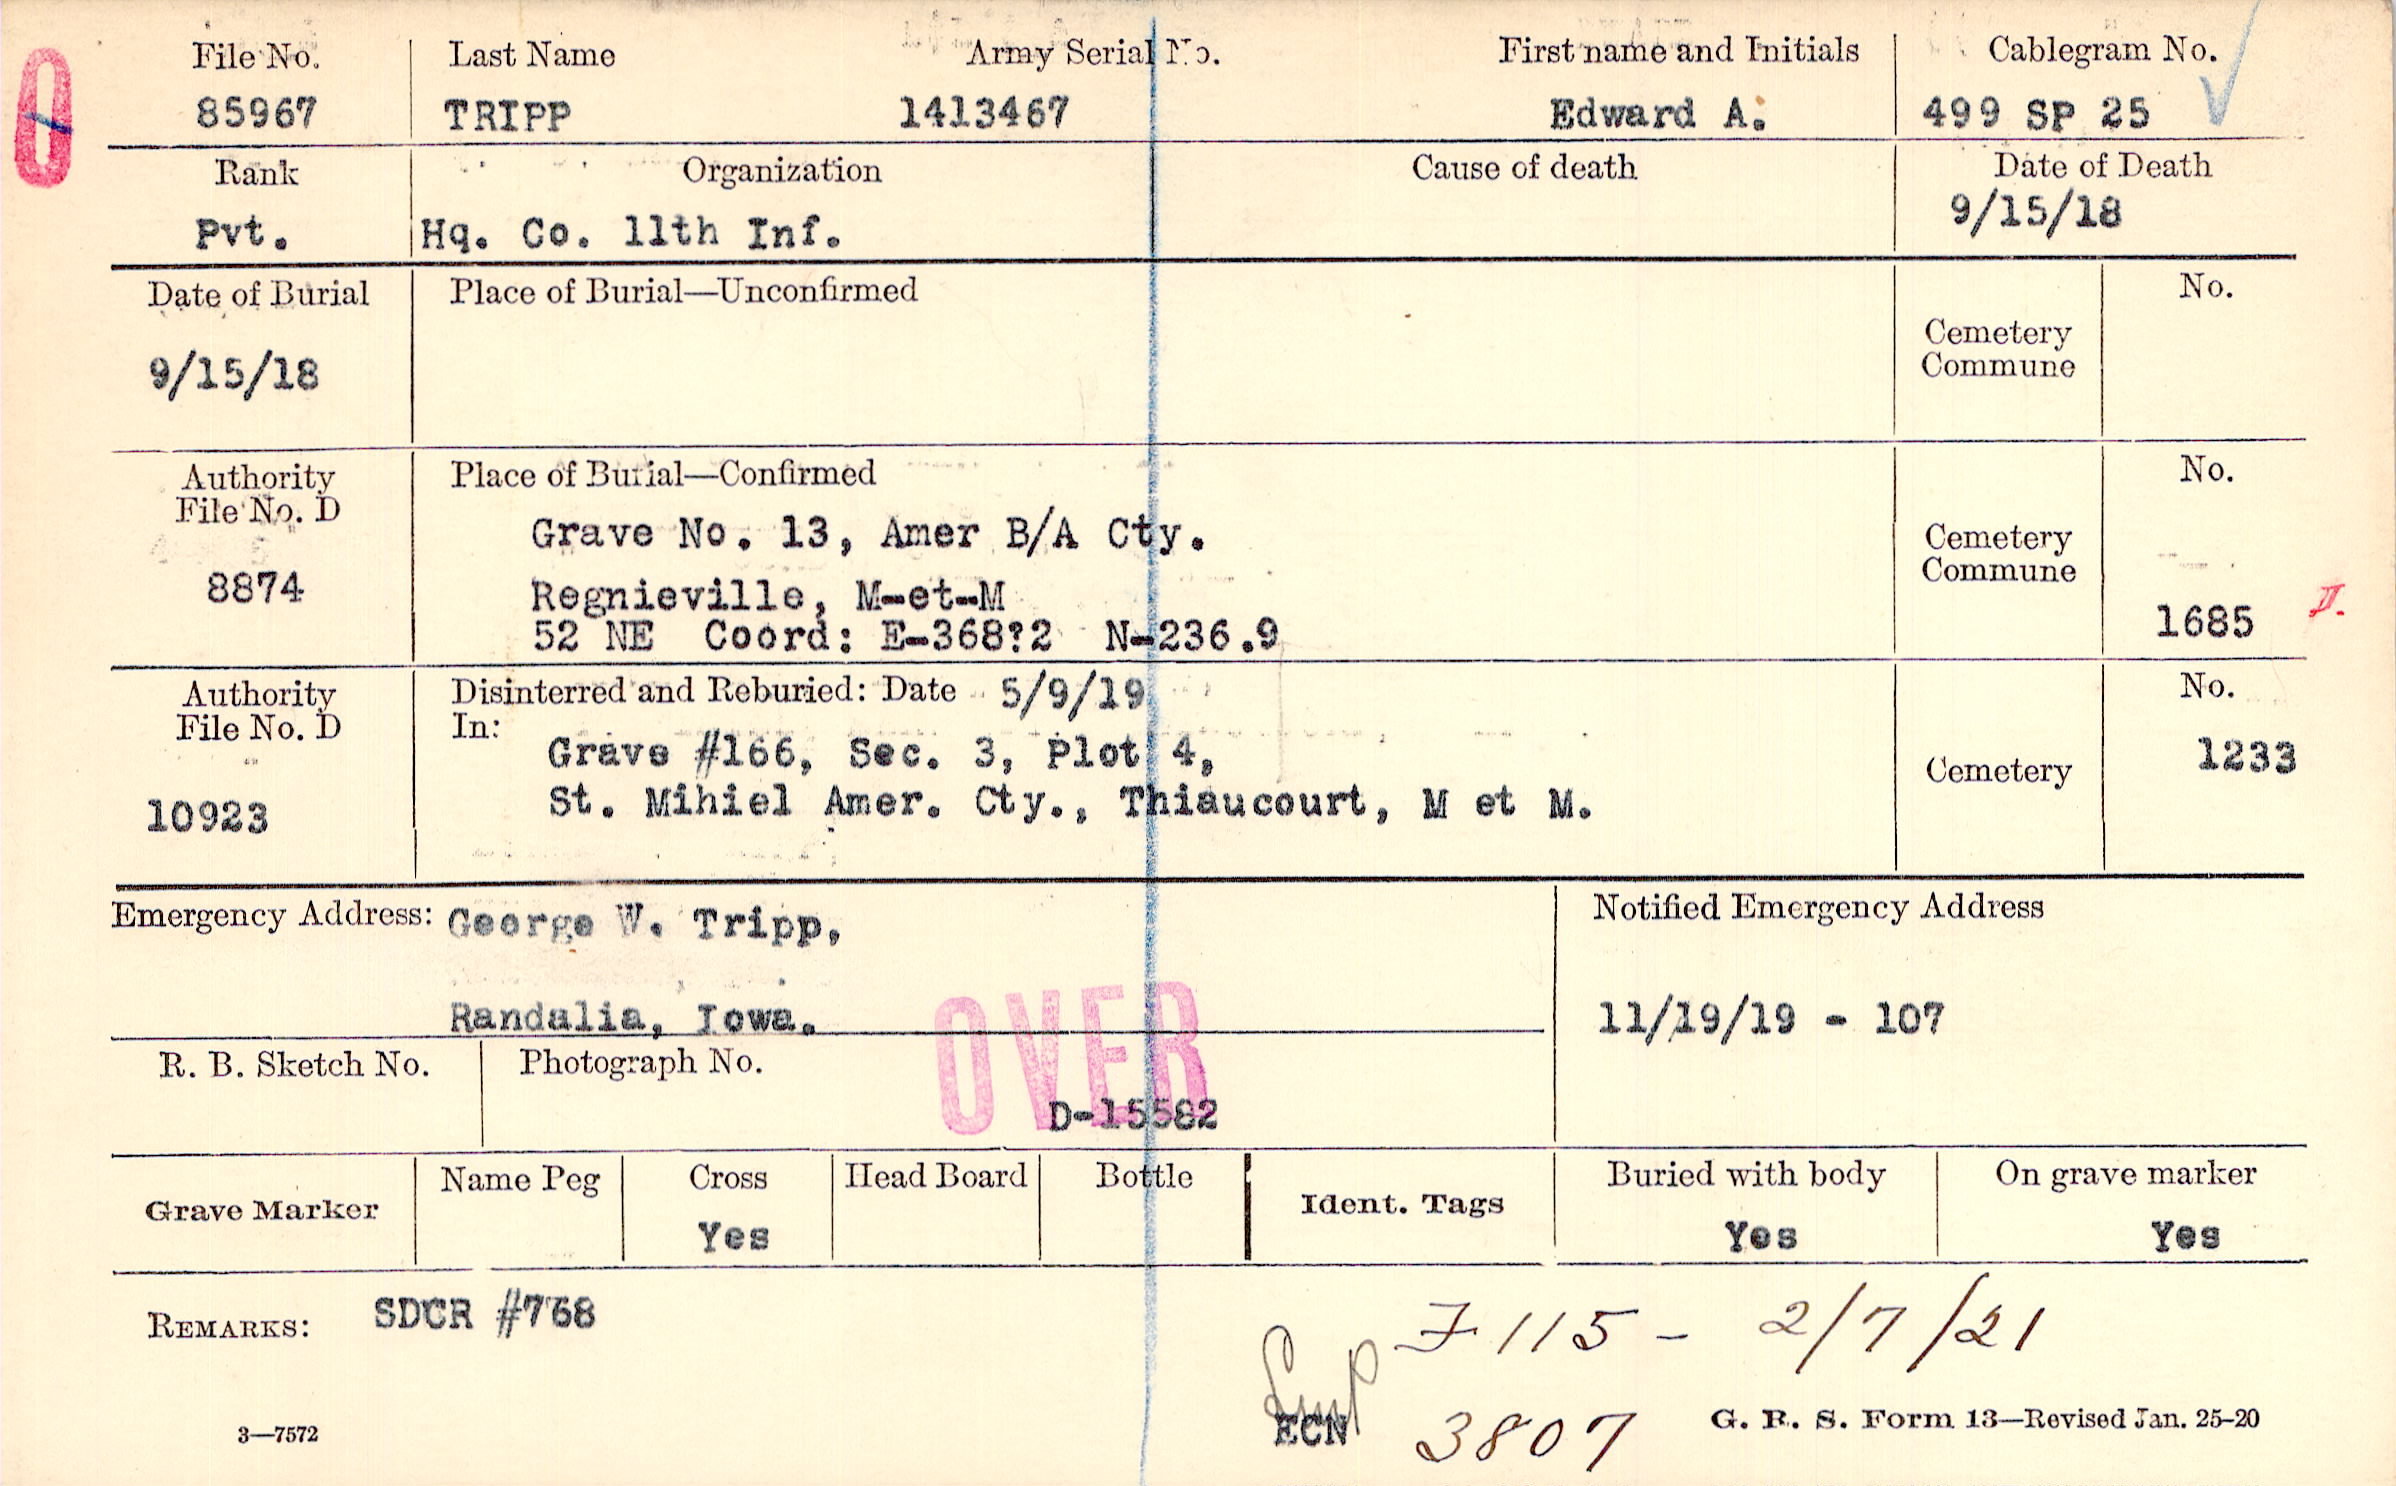 File No.
Last Name
Army Serial No.
First name and Initials
Cablegram No.
85967
TRIPP
1413467
Edward A.
499 SP 25
Rank
Organization
Cause of death
Date of Death
Pvt.
Hq. Co. 11th Inf.
9/15/18
Date of Burial
Place of Burial—Unconfirmed
Cemetery
Commune
No.
9/15/18
Authority
File No. D
8874
Place of Burial—Confirmed
Grave No. 13, Amer B/A Cty.
Regnieville, M-et-M
52 NE Coord: E-368?2 N-236.9
Cemetery
Commune
No.
1685
II.
Authority
File No. D
10923
Disinterred and Reburied: Date 5/9/19
In:
Grave #166, Sec. 3, Plot 4,
St. Mihiel Amer. Cty., Thiaucourt, M et M.
Cemetery
No.
1233
Emergency Address: George W. Tripp,
Randalia, Iowa.
Notified Emergency Address
11/19/19 - 107
OVER
R. B. Sketch No.
Photograph No.
D-15582
Grave Marker
Name Peg
Cross
Yes
Head Board
Bottle
Ident. Tags
Buried with body
Yes
On grave marker
Yes
REMARKS: SDCR #768
F115 - 2/7/21
ECN 3807
3—7572
G. R. S. Form 13—Revised Jan. 25-20